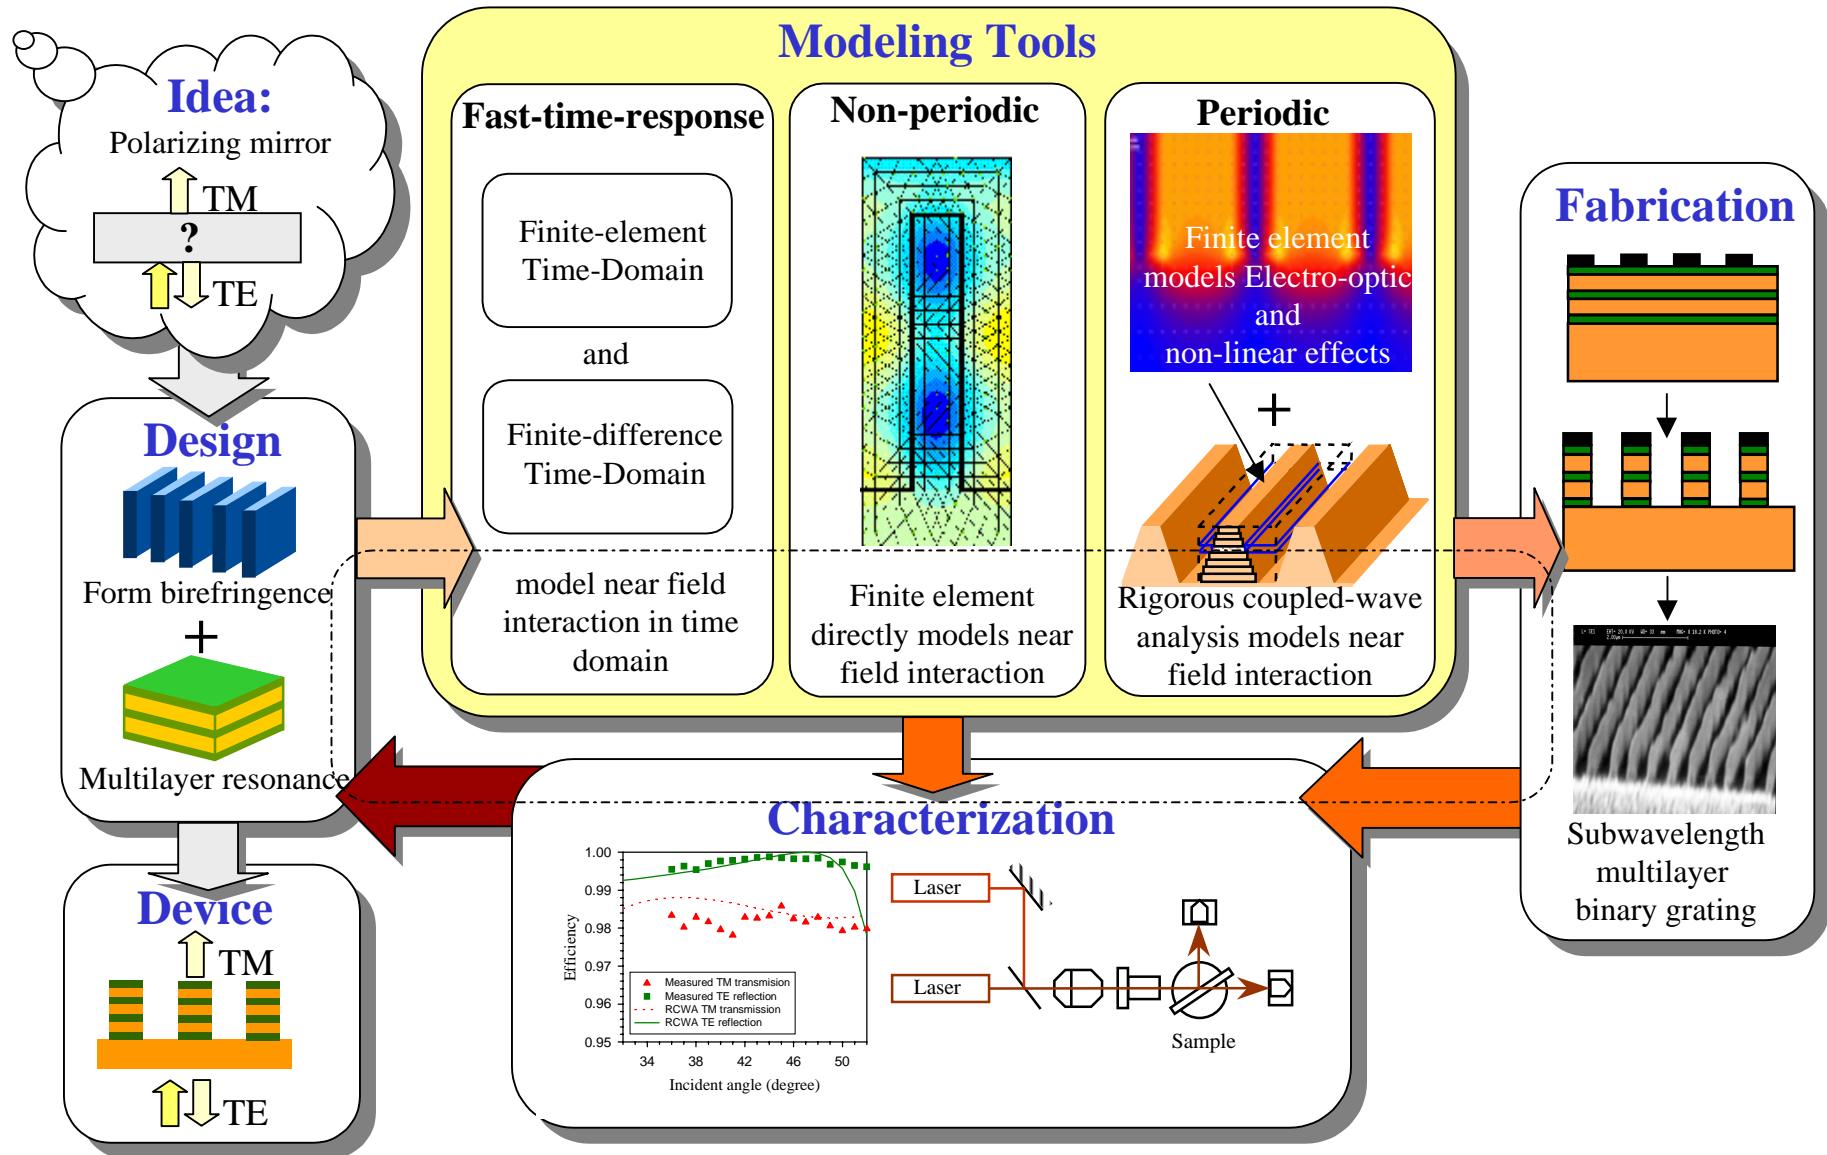 Idea:
Polarizing mirror
TM
?
TE
Design
Form birefringence
+
Multilayer resonance
Device
TM
TE
Modeling Tools
Fast-time-response
Finite-element
Time-Domain
and
Finite-difference
Time-Domain
model near field
interaction in time
domain
Non-periodic
Finite element
directly models near
field interaction
Periodic
Finite element
models Electro-optic
and
non-linear effects
+
Rigorous coupled-wave
analysis models near
field interaction
Fabrication
Subwavelength
multilayer
binary grating
Characterization
1.00
0.99
0.98
0.97
0.96
0.95
Efficiency
Measured TM transmision
Measured TE reflection
RCWA TM transmission
RCWA TE reflection
34 38 42 46 50
Incident angle (degree)
Laser
Laser
Sample